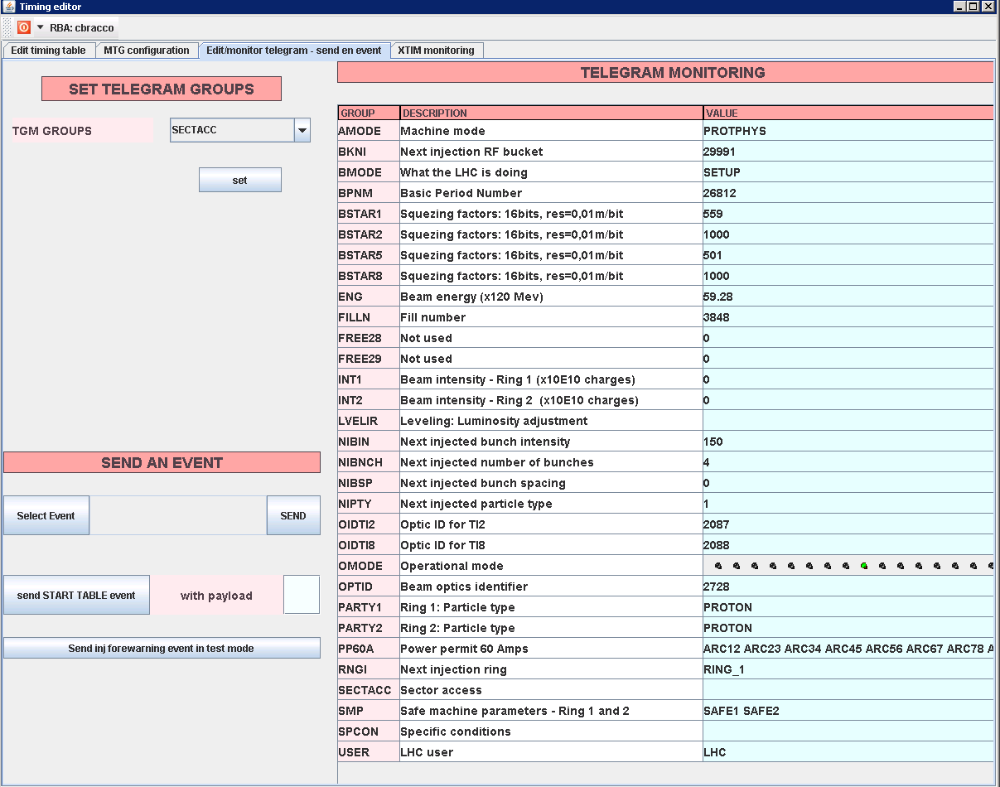 Timing editor
RBA: cbracco
Edit timing table MTG configuration Edit/monitor telegram - send en event XTIM monitoring
SET TELEGRAM GROUPS
TGM GROUPS SECTACC
set
SEND AN EVENT
Select Event SEND
send START TABLE event with payload
Send inj forewarning event in test mode
TELEGRAM MONITORING
GROUP DESCRIPTION VALUE
AMODE Machine mode PROTPHYS
BKNI Next injection RF bucket 29991
BMODE What the LHC is doing SETUP
BPNM Basic Period Number 26812
BSTAR1 Squezing factors: 16bits, res=0,01m/bit 559
BSTAR2 Squezing factors: 16bits, res=0,01m/bit 1000
BSTAR5 Squezing factors: 16bits, res=0,01m/bit 501
BSTAR8 Squezing factors: 16bits, res=0,01m/bit 1000
ENG Beam energy (x120 Mev) 59.28
FILLN Fill number 3848
FREE28 Not used 0
FREE29 Not used 0
INT1 Beam intensity - Ring 1 (x10E10 charges) 0
INT2 Beam intensity - Ring 2 (x10E10 charges) 0
LVELIR Leveling: Luminosity adjustment
NIBIN Next injected bunch intensity 150
NIBNCH Next injected number of bunches 4
NIBSP Next injected bunch spacing 0
NIPTY Next injected particle type 1
OIDTI2 Optic ID for TI2 2087
OIDTI8 Optic ID for TI8 2088
OMODE Operational mode
OPTID Beam optics identifier 2728
PARTY1 Ring 1: Particle type PROTON
PARTY2 Ring 2: Particle type PROTON
PP60A Power permit 60 Amps ARC12 ARC23 ARC34 ARC45 ARC56 ARC67 ARC78 A
RNGI Next injection ring RING_1
SECTACC Sector access
SMP Safe machine parameters - Ring 1 and 2 SAFE1 SAFE2
SPCON Specific conditions
USER LHC user LHC